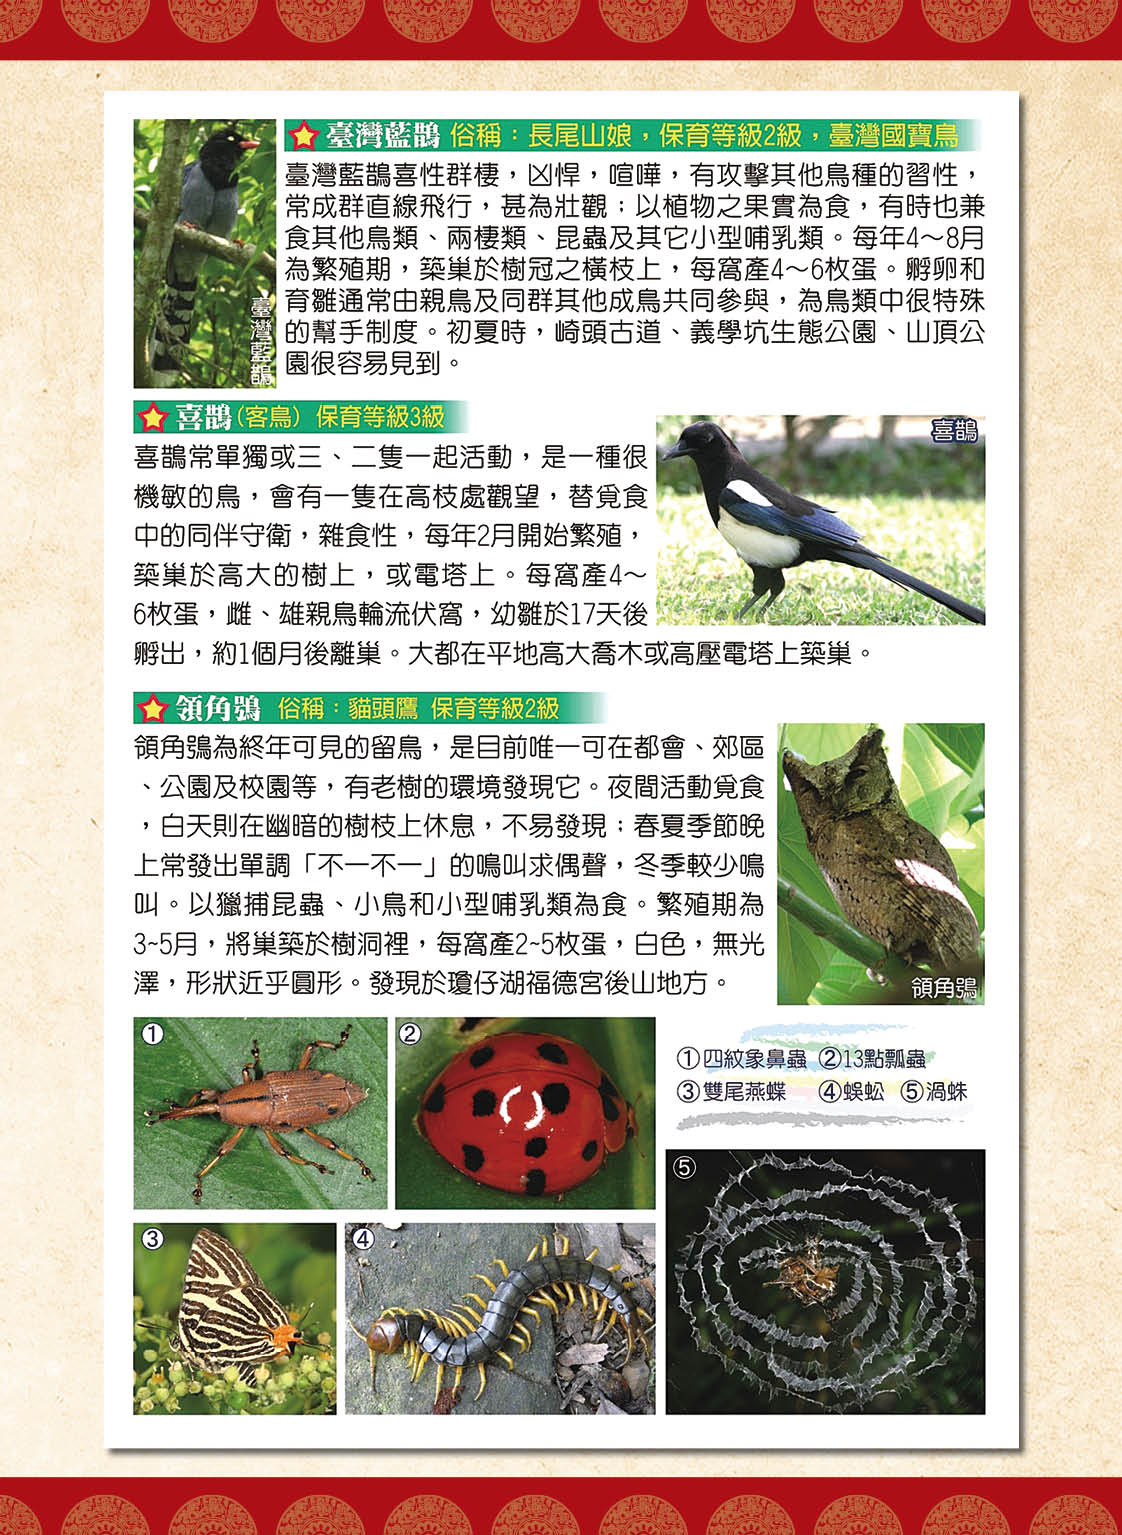 臺灣藍鵲 俗稱：長尾山娘，保育等級2級，臺灣國寶鳥
臺灣藍鵲喜性群棲，凶悍，喧嘩，有攻擊其他鳥種的習性，
常成群直線飛行，甚為壯觀；以植物之果實為食，有時也兼
食其他鳥類、兩棲類、昆蟲及其它小型哺乳類。每年4～8月
為繁殖期，築巢於樹冠之橫枝上，每窩產4～6枚蛋。孵卵和
育雛通常由親鳥及同群其他成鳥共同參與，為鳥類中很特殊
的幫手制度。初夏時，崎頭古道、義學坑生態公園、山頂公
園很容易見到。
臺灣藍鵲
喜鵲(客鳥) 保育等級3級
喜鵲常單獨或三、二隻一起活動，是一種很
機敏的鳥，會有一隻在高枝處觀望，替覓食
中的同伴守衛，雜食性，每年2月開始繁殖，
築巢於高大的樹上，或電塔上。每窩產4～
6枚蛋，雌、雄親鳥輪流伏窩，幼雛於17天後
孵出，約1個月後離巢。大都在平地高大喬木或高壓電塔上築巢。
喜鵲
領角鴞 俗稱：貓頭鷹 保育等級2級
領角鴞為終年可見的留鳥，是目前唯一可在都會、郊區
、公園及校園等，有老樹的環境發現它。夜間活動覓食
，白天則在幽暗的樹枝上休息，不易發現；春夏季節晚
上常發出單調「不一不一」的鳴叫求偶聲，冬季較少鳴
叫。以獵捕昆蟲、小鳥和小型哺乳類為食。繁殖期為
3~5月，將巢築於樹洞裡，每窩產2~5枚蛋，白色，無光
澤，形狀近乎圓形。發現於瓊仔湖福德宮後山地方。
領角鴞
①
②
①四紋象鼻蟲 ②13點瓢蟲
③雙尾燕蝶 ④蜈蚣 ⑤渦蛛
③
④
⑤